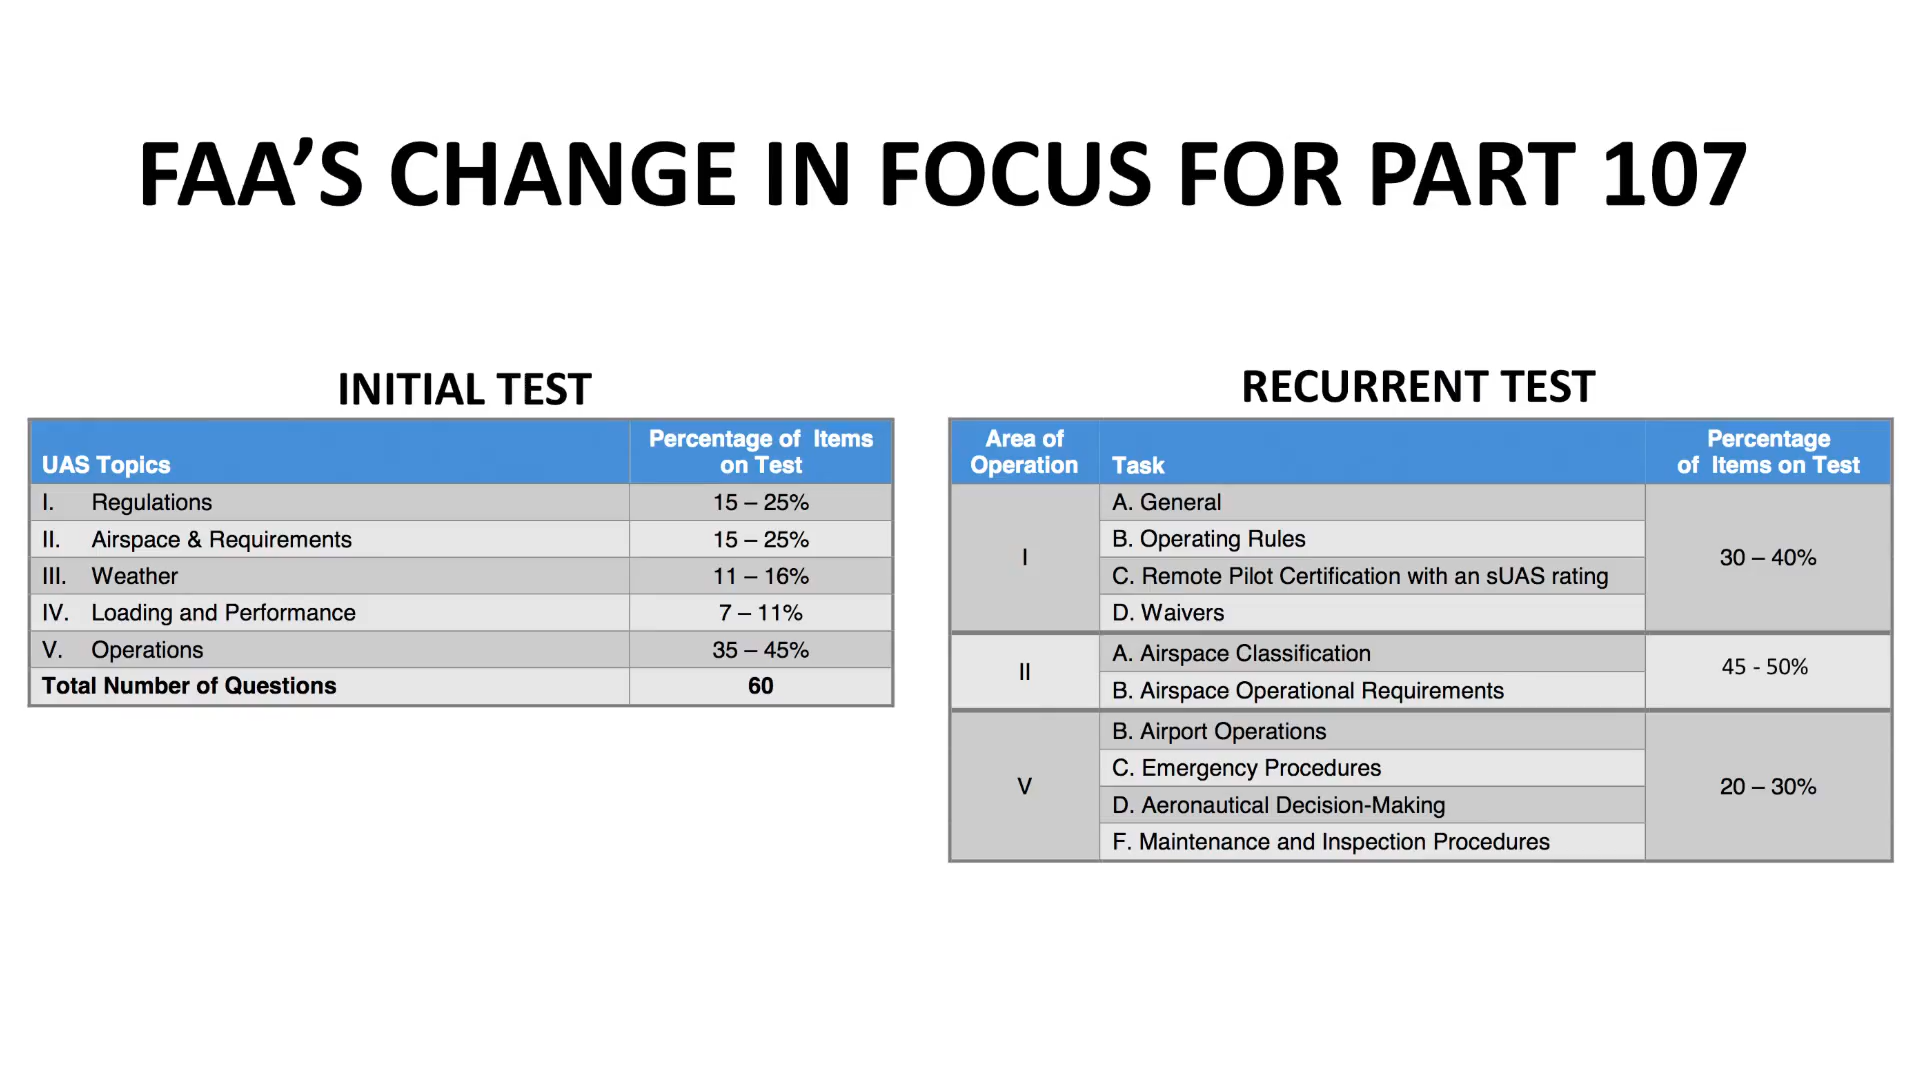 FAA’S CHANGE IN FOCUS FOR PART 107
INITIAL TEST
UAS Topics
Percentage of Items
on Test
I. Regulations 15 – 25%
II. Airspace & Requirements 15 – 25%
III. Weather 11 – 16%
IV. Loading and Performance 7 – 11%
V. Operations 35 – 45%
Total Number of Questions 60
RECURRENT TEST
Area of
Operation
Task
Percentage
of Items on Test
I
A. General
B. Operating Rules
C. Remote Pilot Certification with an sUAS rating
D. Waivers
30 – 40%
II
A. Airspace Classification
B. Airspace Operational Requirements
45 - 50%
V
B. Airport Operations
C. Emergency Procedures
D. Aeronautical Decision-Making
F. Maintenance and Inspection Procedures
20 – 30%